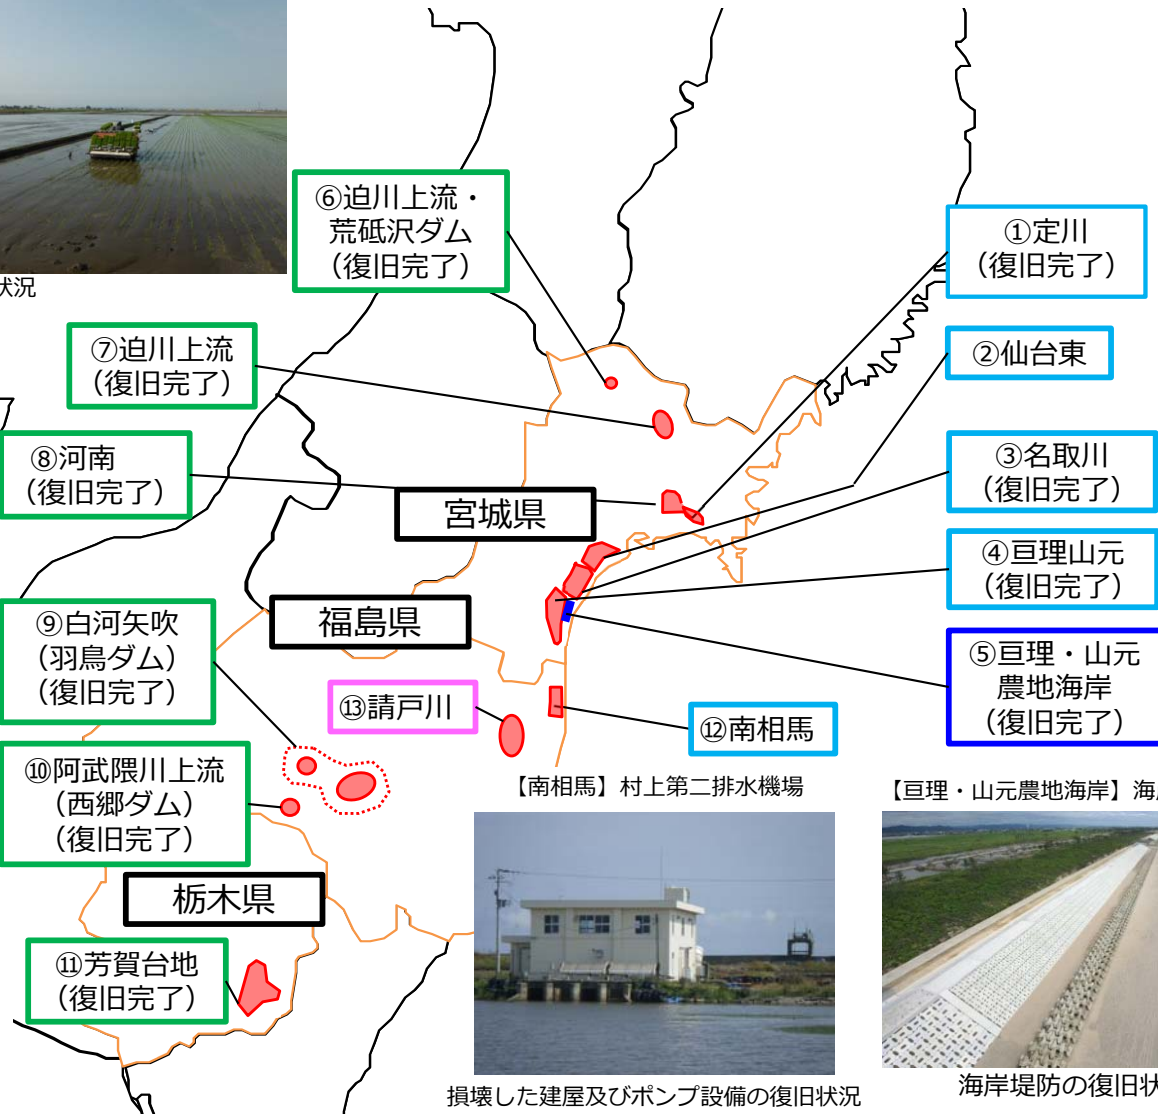 状況
⑥迫川上流・
荒砥沢ダム
（復旧完了）
①定川
（復旧完了）
⑦迫川上流
（復旧完了）
②仙台東
⑧河南
（復旧完了）
③名取川
（復旧完了）
宮城県
④亘理山元
（復旧完了）
福島県
⑨白河矢吹
（羽鳥ダム）
（復旧完了）
⑤亘理・山元
農地海岸
（復旧完了）
⑬請戸川
⑫南相馬
⑩阿武隈川上流
（西郷ダム）
（復旧完了）
【南相馬】村上第二排水機場
【亘理・山元農地海岸】海
栃木県
⑪芳賀台地
（復旧完了）
損壊した建屋及びポンプ設備の復旧状況
海岸堤防の復旧状